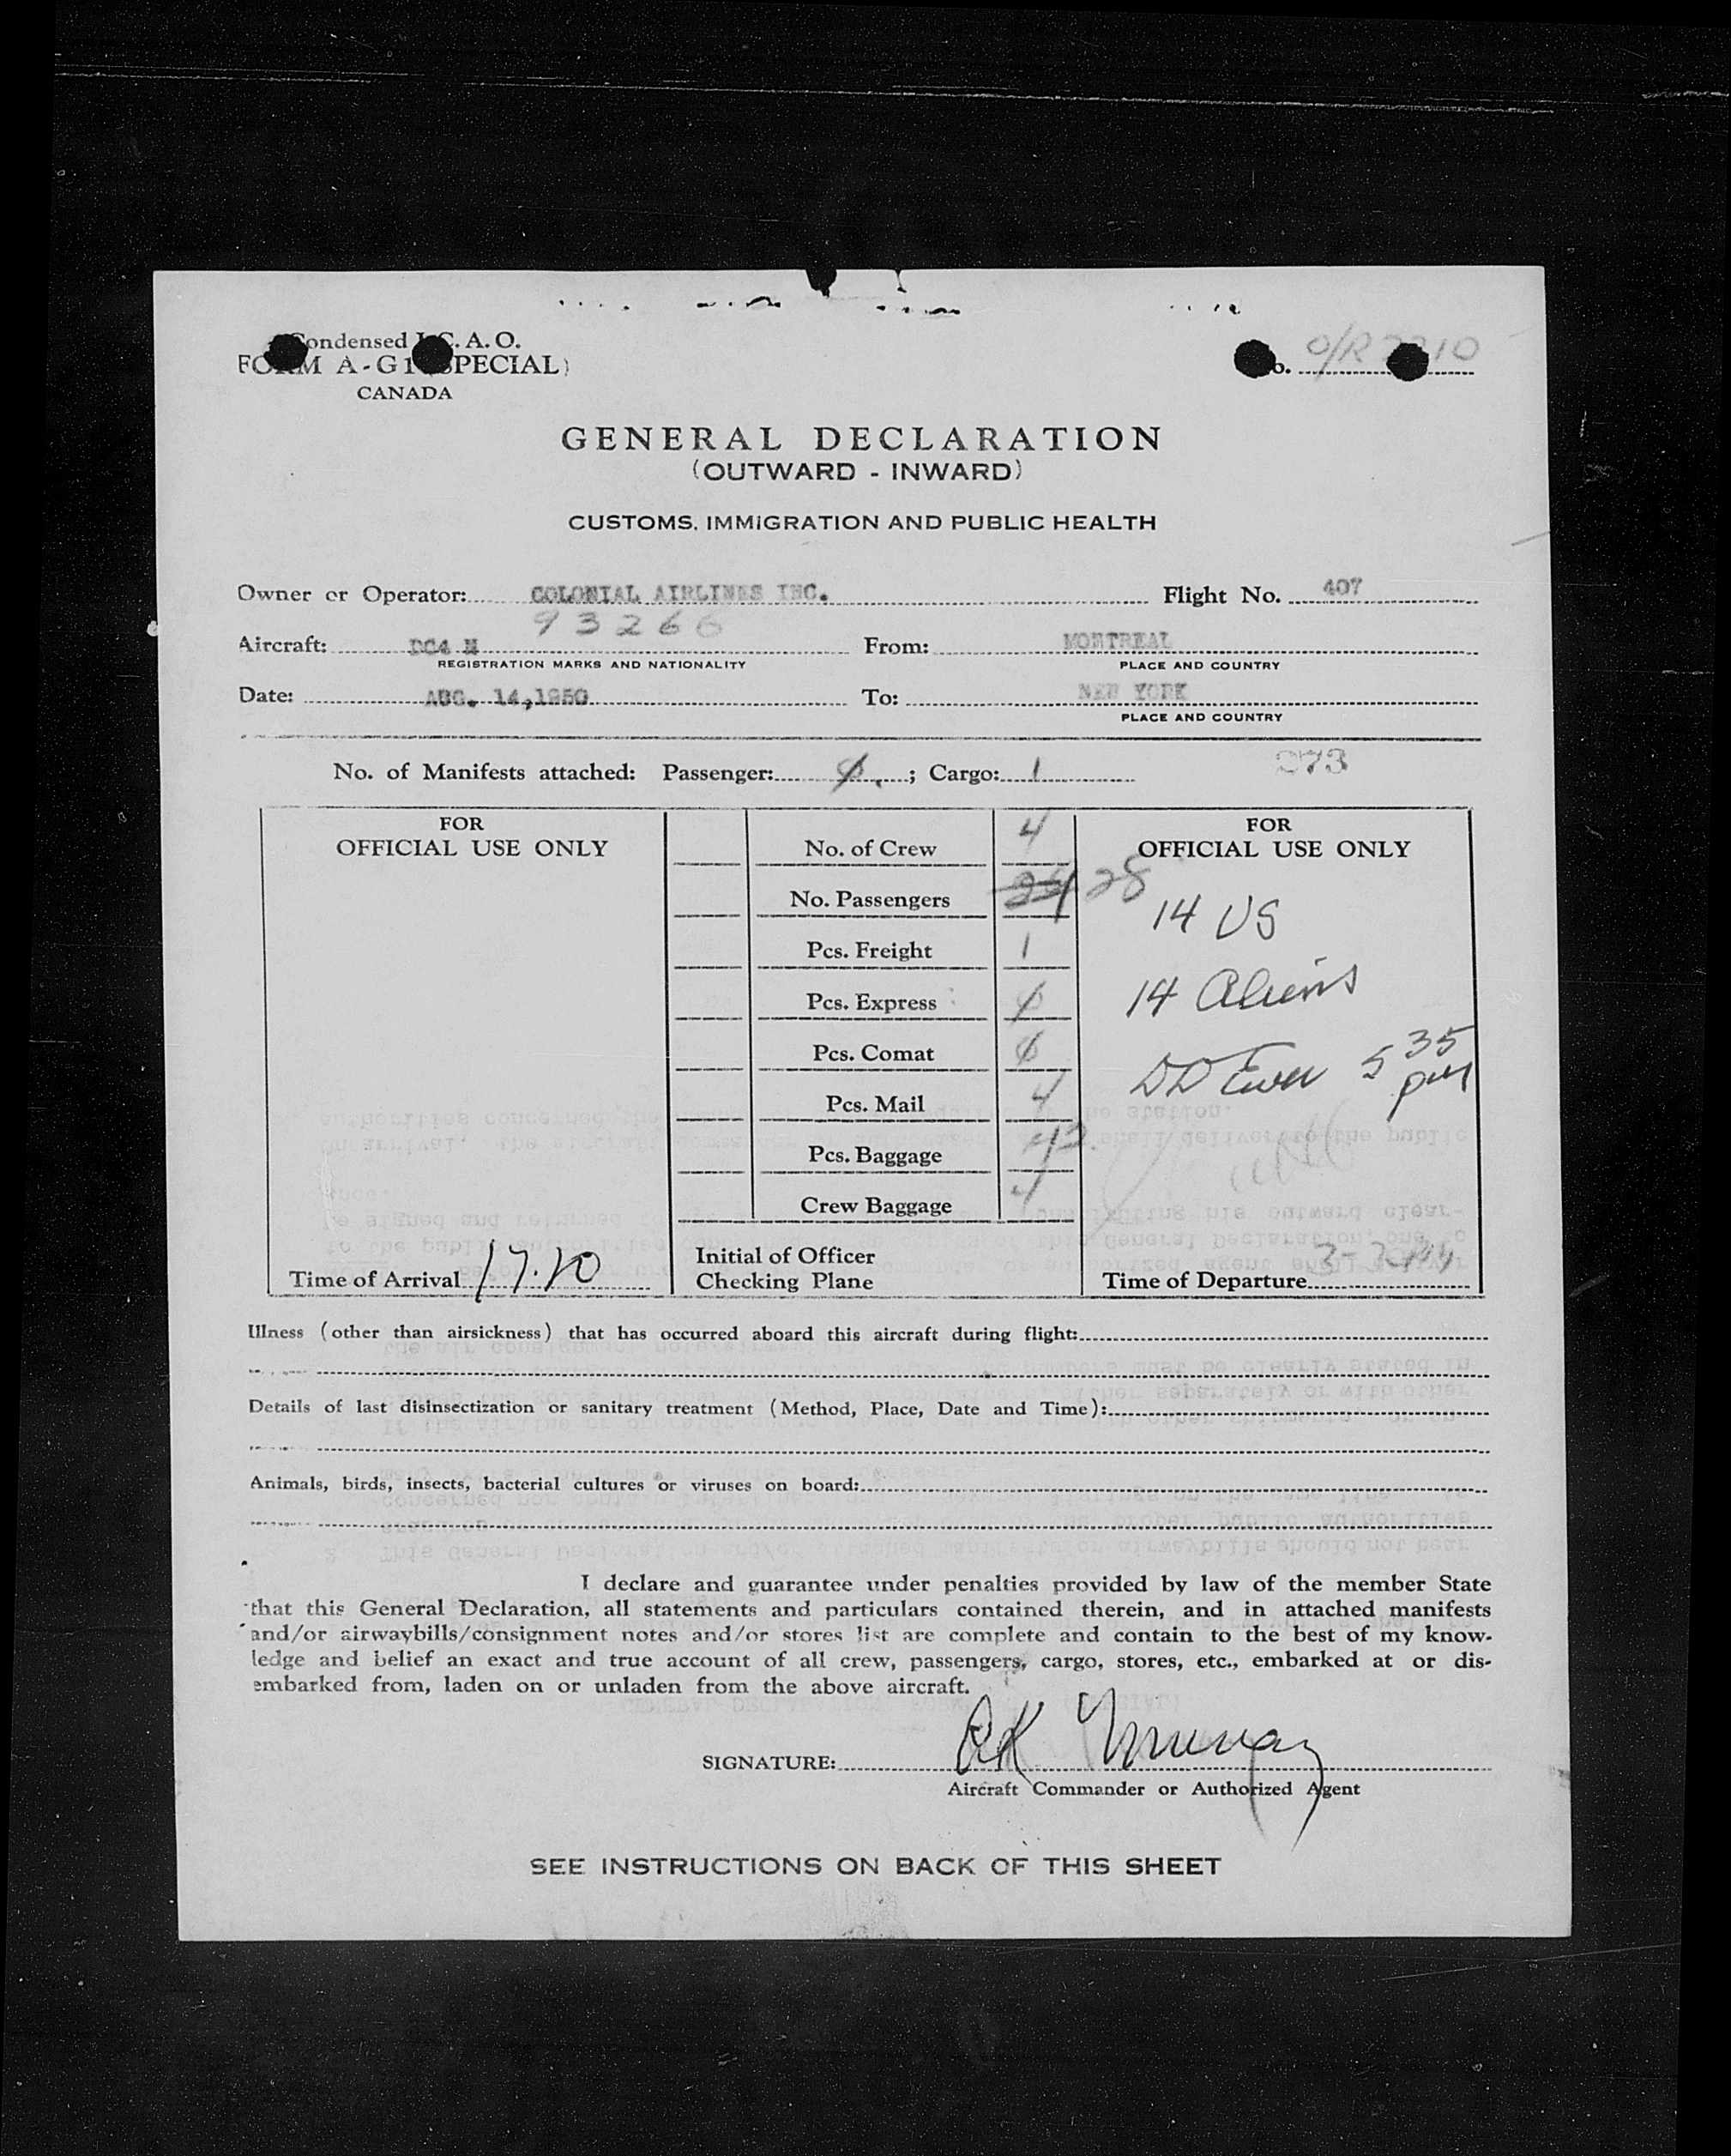 Condensed I.C.A.O.
FORM A-G1 (SPECIAL)
CANADA
No. O/R
GENERAL DECLARATION
(OUTWARD - INWARD)
CUSTOMS, IMMIGRATION AND PUBLIC HEALTH
Owner or Operator: COLONIAL AIRLINES INC. Flight No. 407
93266
Aircraft: DC4 N From: MONTREAL
REGISTRATION MARKS AND NATIONALITY PLACE AND COUNTRY
Date: AUG. 14,1950 To: NEW YORK
PLACE AND COUNTRY
No. of Manifests attached: Passenger: 0 ; Cargo: 1 973
FOR OFFICIAL USE ONLY
No. of Crew 4
No. Passengers 28
Pcs. Freight 1
Pcs. Express 0
Pcs. Comat 0
Pcs. Mail 4
Pcs. Baggage 42
Crew Baggage 4
FOR OFFICIAL USE ONLY
14 US
14 Aliens
5 35 pm
Time of Arrival 17.20
Initial of Officer
Checking Plane
Time of Departure
Illness (other than airsickness) that has occurred aboard this aircraft during flight:
Details of last disinsectization or sanitary treatment (Method, Place, Date and Time):
Animals, birds, insects, bacterial cultures or viruses on board:
I declare and guarantee under penalties provided by law of the member State
that this General Declaration, all statements and particulars contained therein, and in attached manifests
and/or airwaybills/consignment notes and/or stores list are complete and contain to the best of my know-
ledge and belief an exact and true account of all crew, passengers, cargo, stores, etc., embarked at or dis-
embarked from, laden on or unladen from the above aircraft.
SIGNATURE: Murray
Aircraft Commander or Authorized Agent
SEE INSTRUCTIONS ON BACK OF THIS SHEET